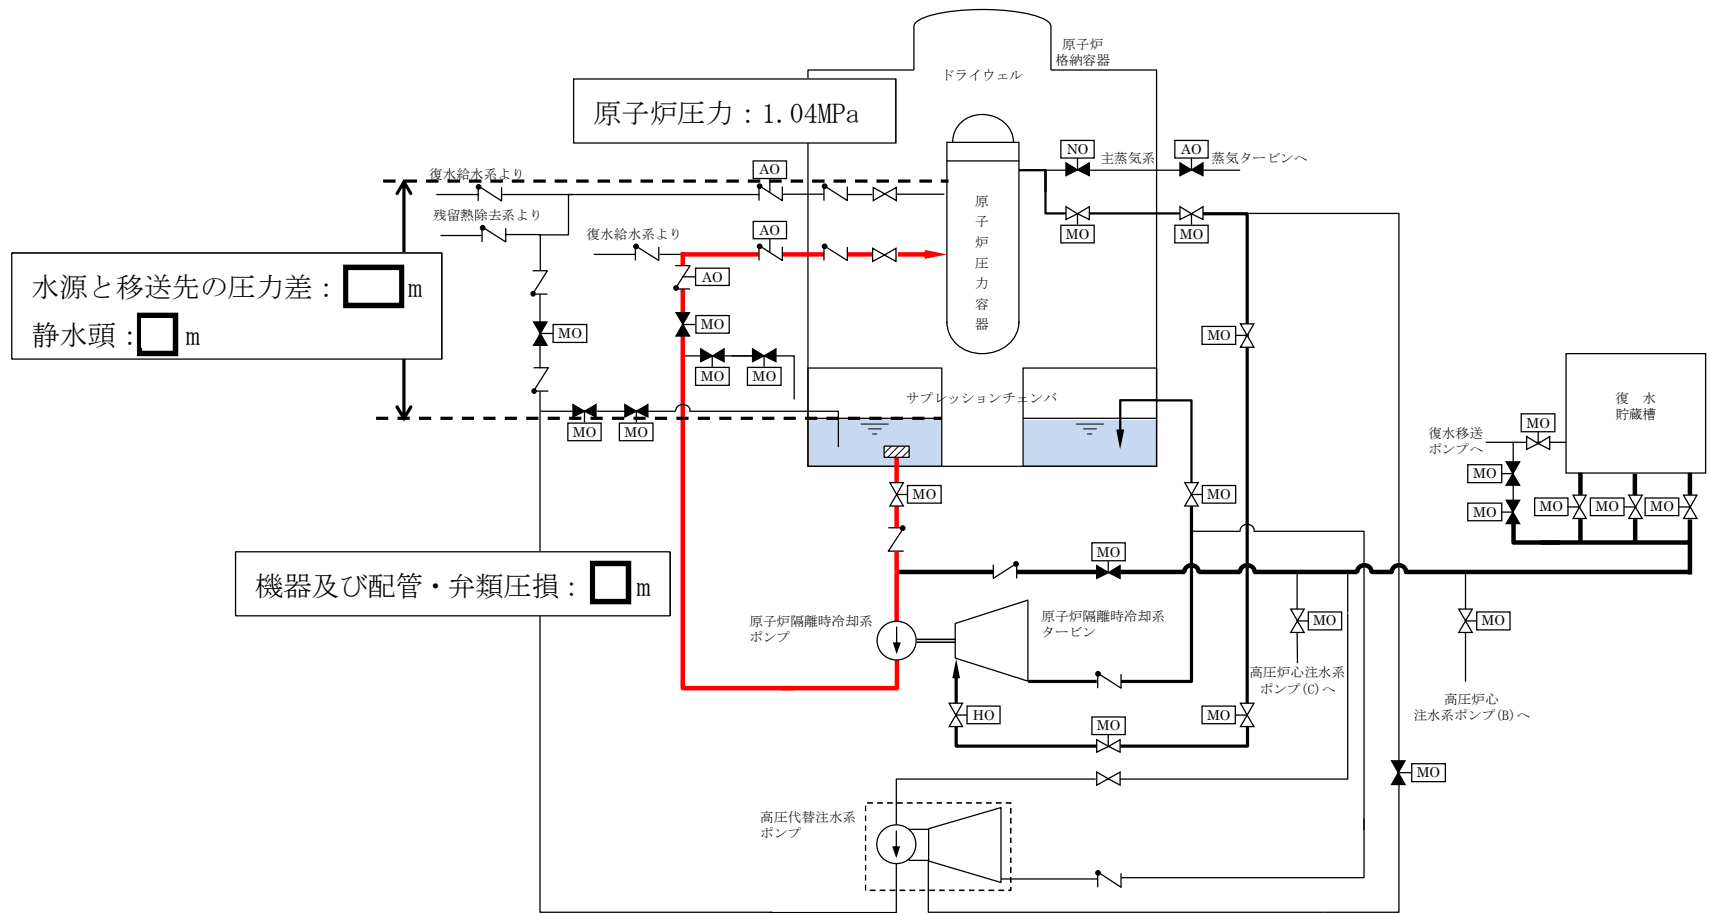 原子炉
格納容器
ドライウェル
原子炉圧力：1.04MPa
NO
主蒸気系
AO
蒸気タービンへ
復水給水系より
AO
残留熱除去系より
復水給水系より
AO
原子炉圧力容器
MO
MO
水源と移送先の圧力差： m
静水頭： m
AO
MO
MO
MO
MO
MO
サプレッションチェンバ
MO
MO
復　水
貯蔵槽
復水移送
ポンプへ
MO
MO
MO
MO
MO
MO
MO
MO
機器及び配管・弁類圧損： m
MO
原子炉隔離時冷却系
ポンプ
原子炉隔離時冷却系
タービン
MO
MO
高圧炉心注水系
ポンプ(C)へ
高圧炉心
注水系ポンプ(B)へ
HO
MO
MO
MO
高圧代替注水系
ポンプ